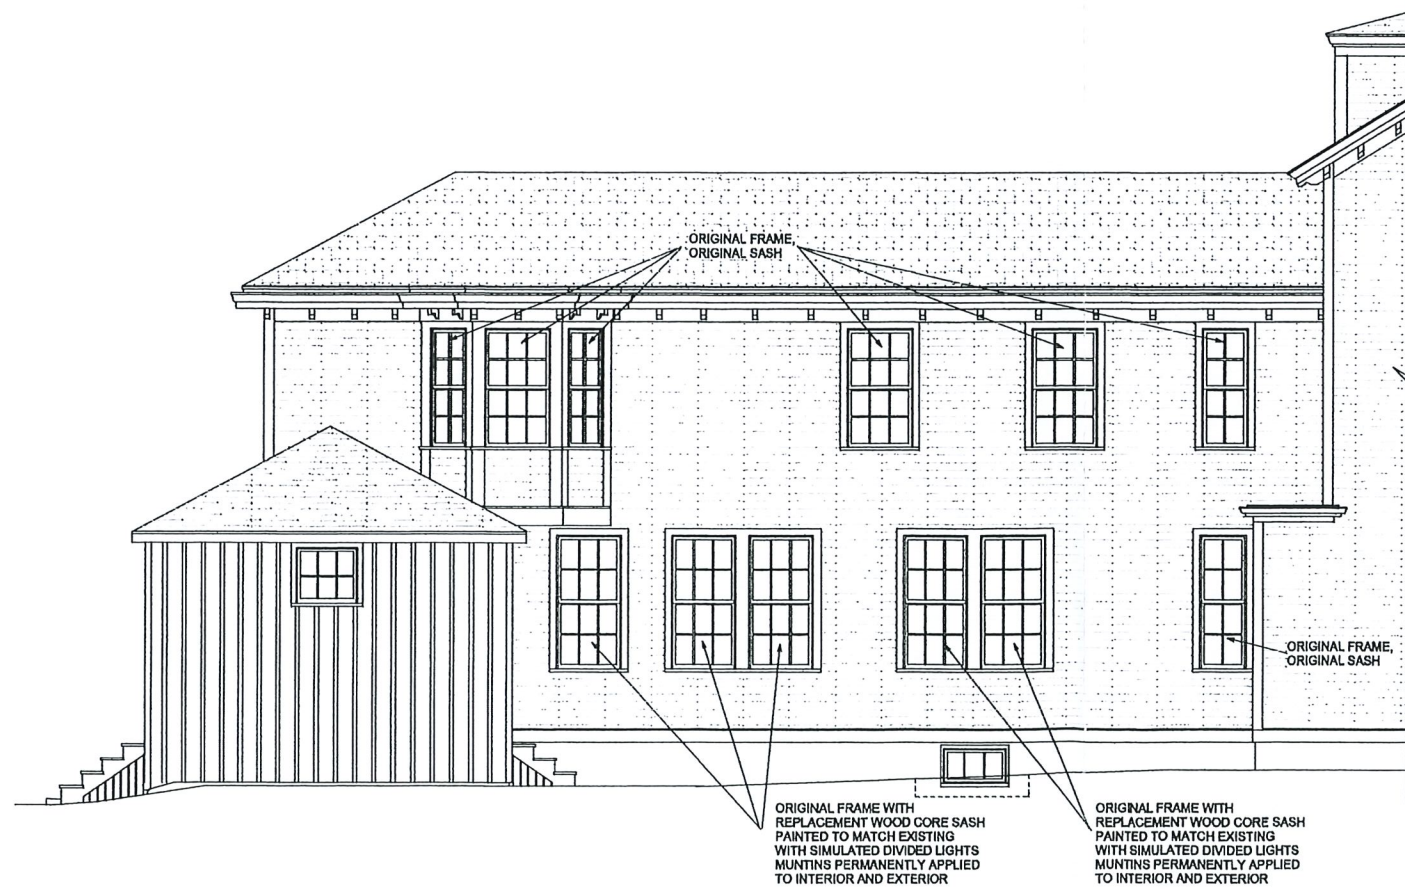 ORIGINAL FRAME,
ORIGINAL SASH
ORIGINAL FRAME,
ORIGINAL SASH
ORIGINAL FRAME WITH
REPLACEMENT WOOD CORE SASH
PAINTED TO MATCH EXISTING
WITH SIMULATED DIVIDED LIGHTS
MUNTINS PERMANENTLY APPLIED
TO INTERIOR AND EXTERIOR
ORIGINAL FRAME WITH
REPLACEMENT WOOD CORE SASH
PAINTED TO MATCH EXISTING
WITH SIMULATED DIVIDED LIGHTS
MUNTINS PERMANENTLY APPLIED
TO INTERIOR AND EXTERIOR